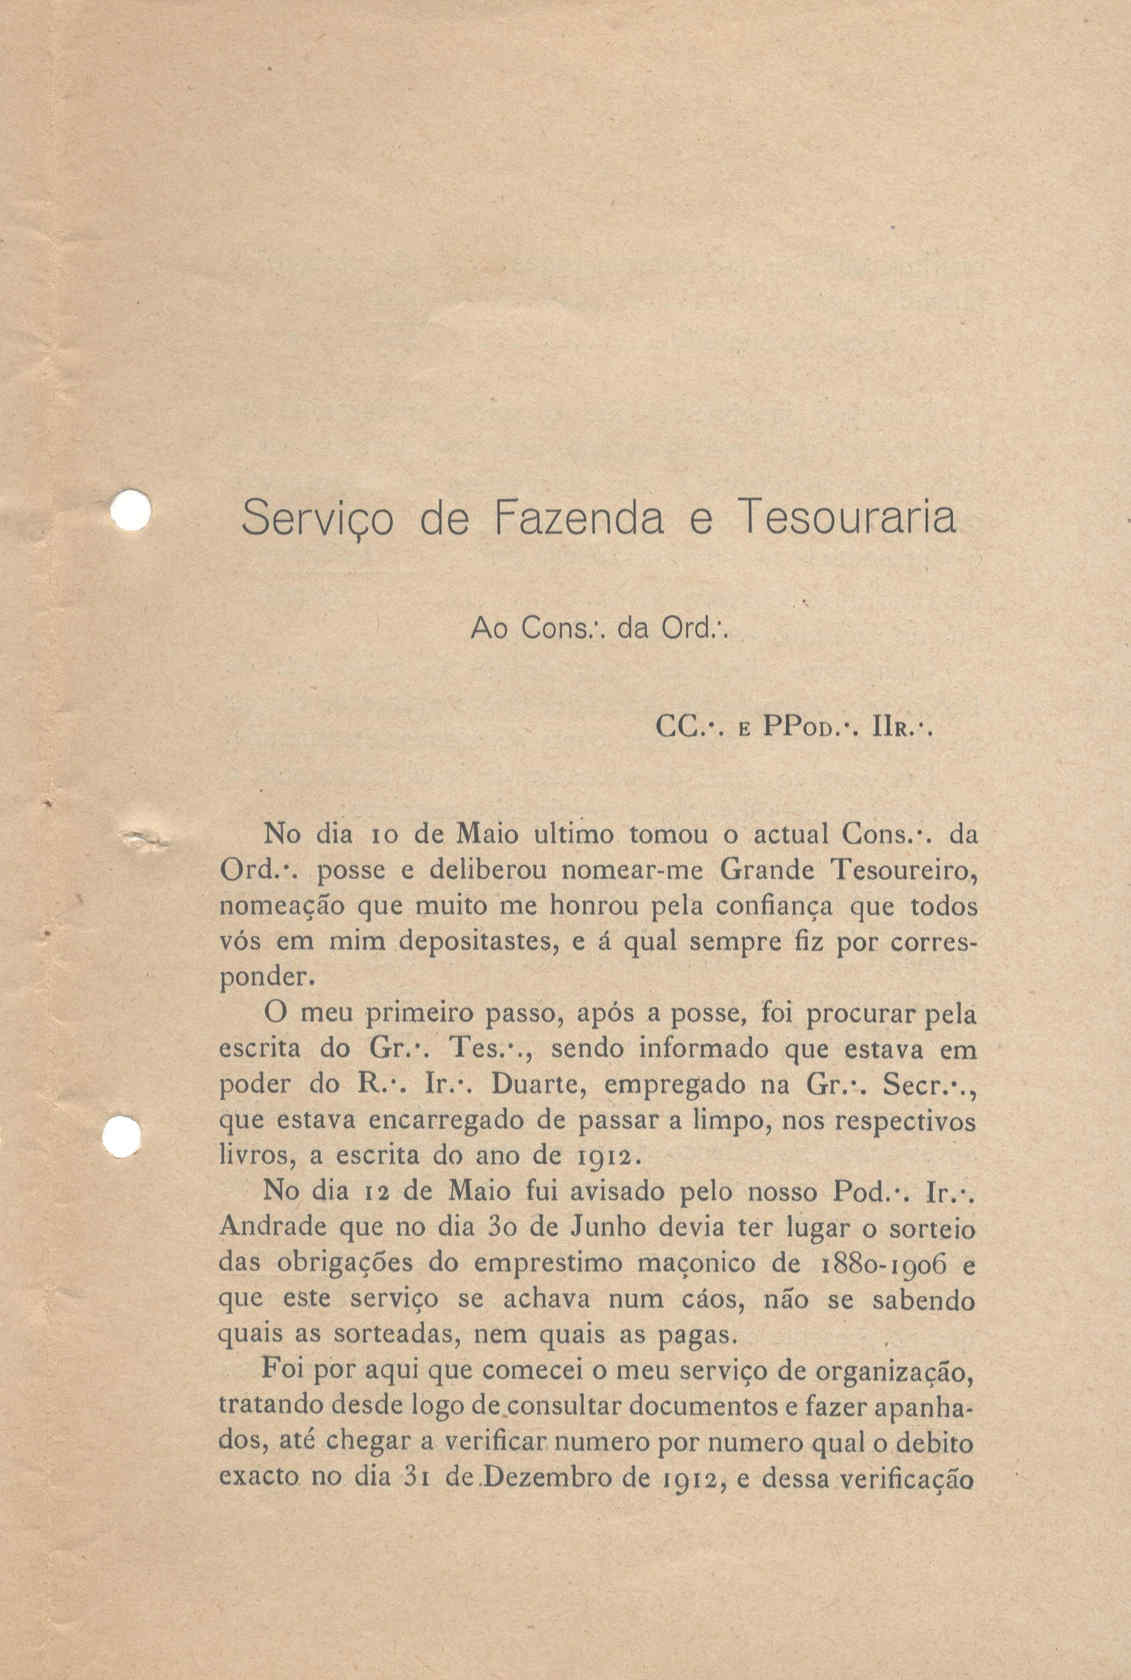 Serviço de Fazenda e Tesouraria
Ao Cons.∴ da Ord.∴
CC.∴ e PPod.∴ IIr.∴
No dia 10 de Maio ultimo tomou o actual Cons.∴ da
Ord.∴ posse e deliberou nomear-me Grande Tesoureiro,
nomeação que muito me honrou pela confiança que todos
vós em mim depositastes, e á qual sempre fiz por corres-
ponder.
O meu primeiro passo, após a posse, foi procurar pela
escrita do Gr.∴ Tes.∴, sendo informado que estava em
poder do R.∴ Ir.∴ Duarte, empregado na Gr.∴ Secr.∴,
que estava encarregado de passar a limpo, nos respectivos
livros, a escrita do ano de 1912.
No dia 12 de Maio fui avisado pelo nosso Pod.∴ Ir.∴
Andrade que no dia 30 de Junho devia ter lugar o sorteio
das obrigações do emprestimo maçonico de 1880-1906 e
que este serviço se achava num cáos, não se sabendo
quais as sorteadas, nem quais as pagas.
Foi por aqui que comecei o meu serviço de organização,
tratando desde logo de consultar documentos e fazer apanha-
dos, até chegar a verificar numero por numero qual o debito
exacto no dia 31 de Dezembro de 1912, e dessa verificação